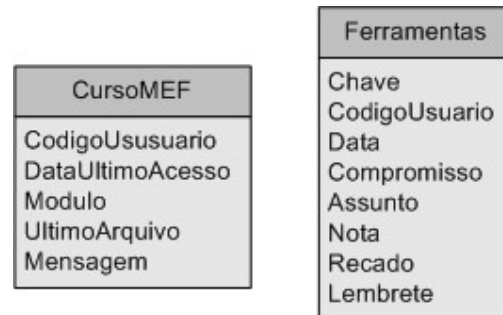 CursoMEF
CodigoUsusuario
DataUltimoAcesso
Modulo
UltimoArquivo
Mensagem
Ferramentas
Chave
CodigoUsuario
Data
Compromisso
Assunto
Nota
Recado
Lembrete